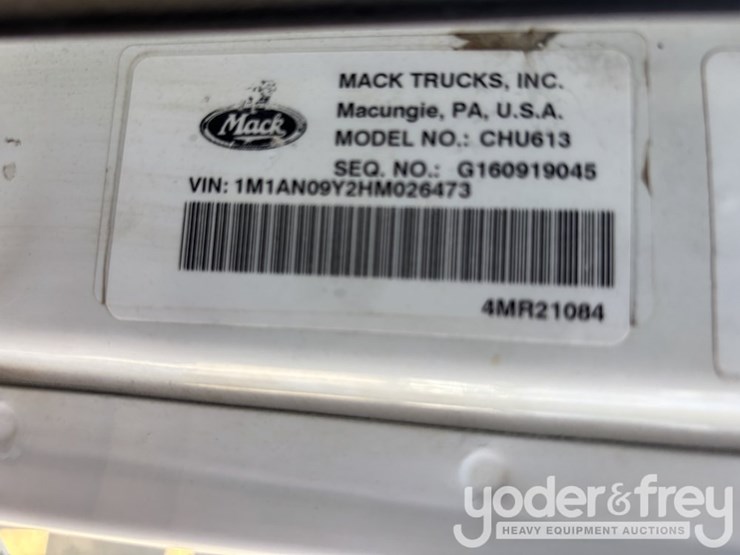 Mack
MACK TRUCKS, INC.
Macungie, PA, U.S.A.
MODEL NO.: CHU613
SEQ. NO.: G160919045
VIN: 1M1AN09Y2HM026473
4MR21084
yoder&frey
HEAVY EQUIPMENT AUCTIONS